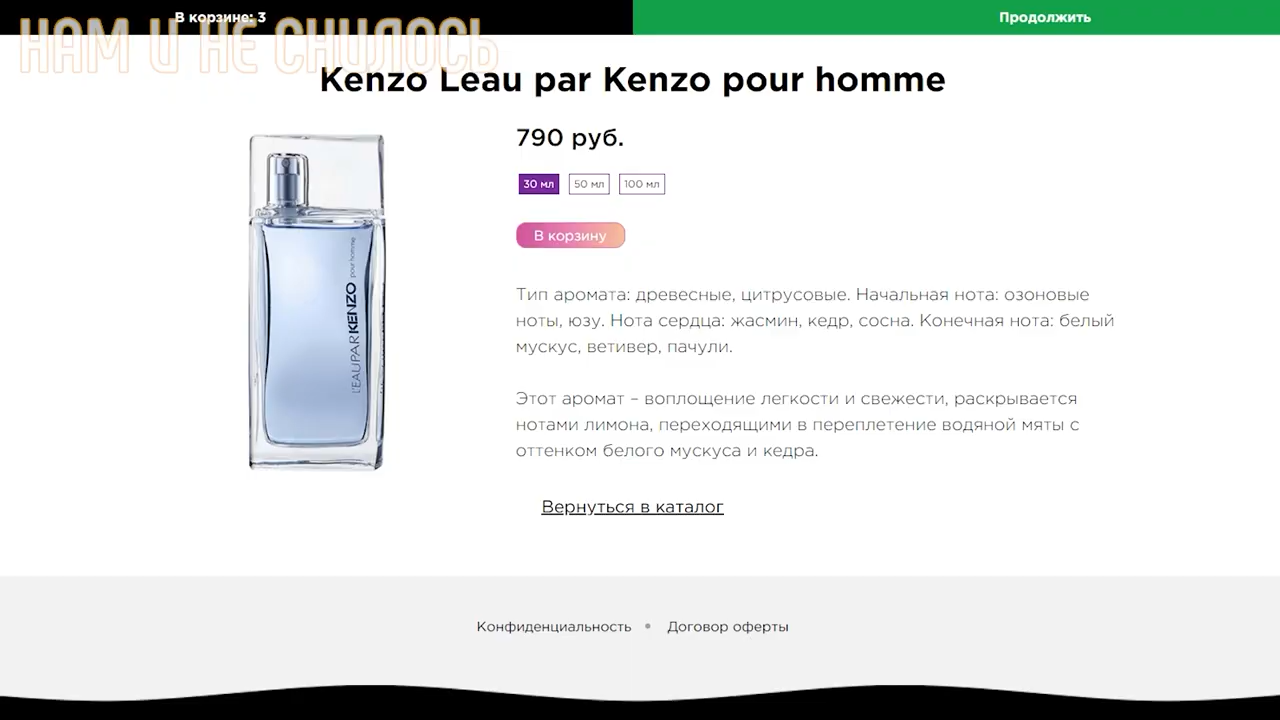 В корзине: 3
Продолжить
НАМ И НЕ СНИЛОСЬ
Kenzo Leau par Kenzo pour homme
790 руб.
30 мл 50 мл 100 мл
В корзину
L'EAU PAR KENZO pour homme
Тип аромата: древесные, цитрусовые. Начальная нота: озоновые
ноты, юзу. Нота сердца: жасмин, кедр, сосна. Конечная нота: белый
мускус, ветивер, пачули.
Этот аромат – воплощение легкости и свежести, раскрывается
нотами лимона, переходящими в переплетение водяной мяты с
оттенком белого мускуса и кедра.
Вернуться в каталог
Конфиденциальность • Договор оферты